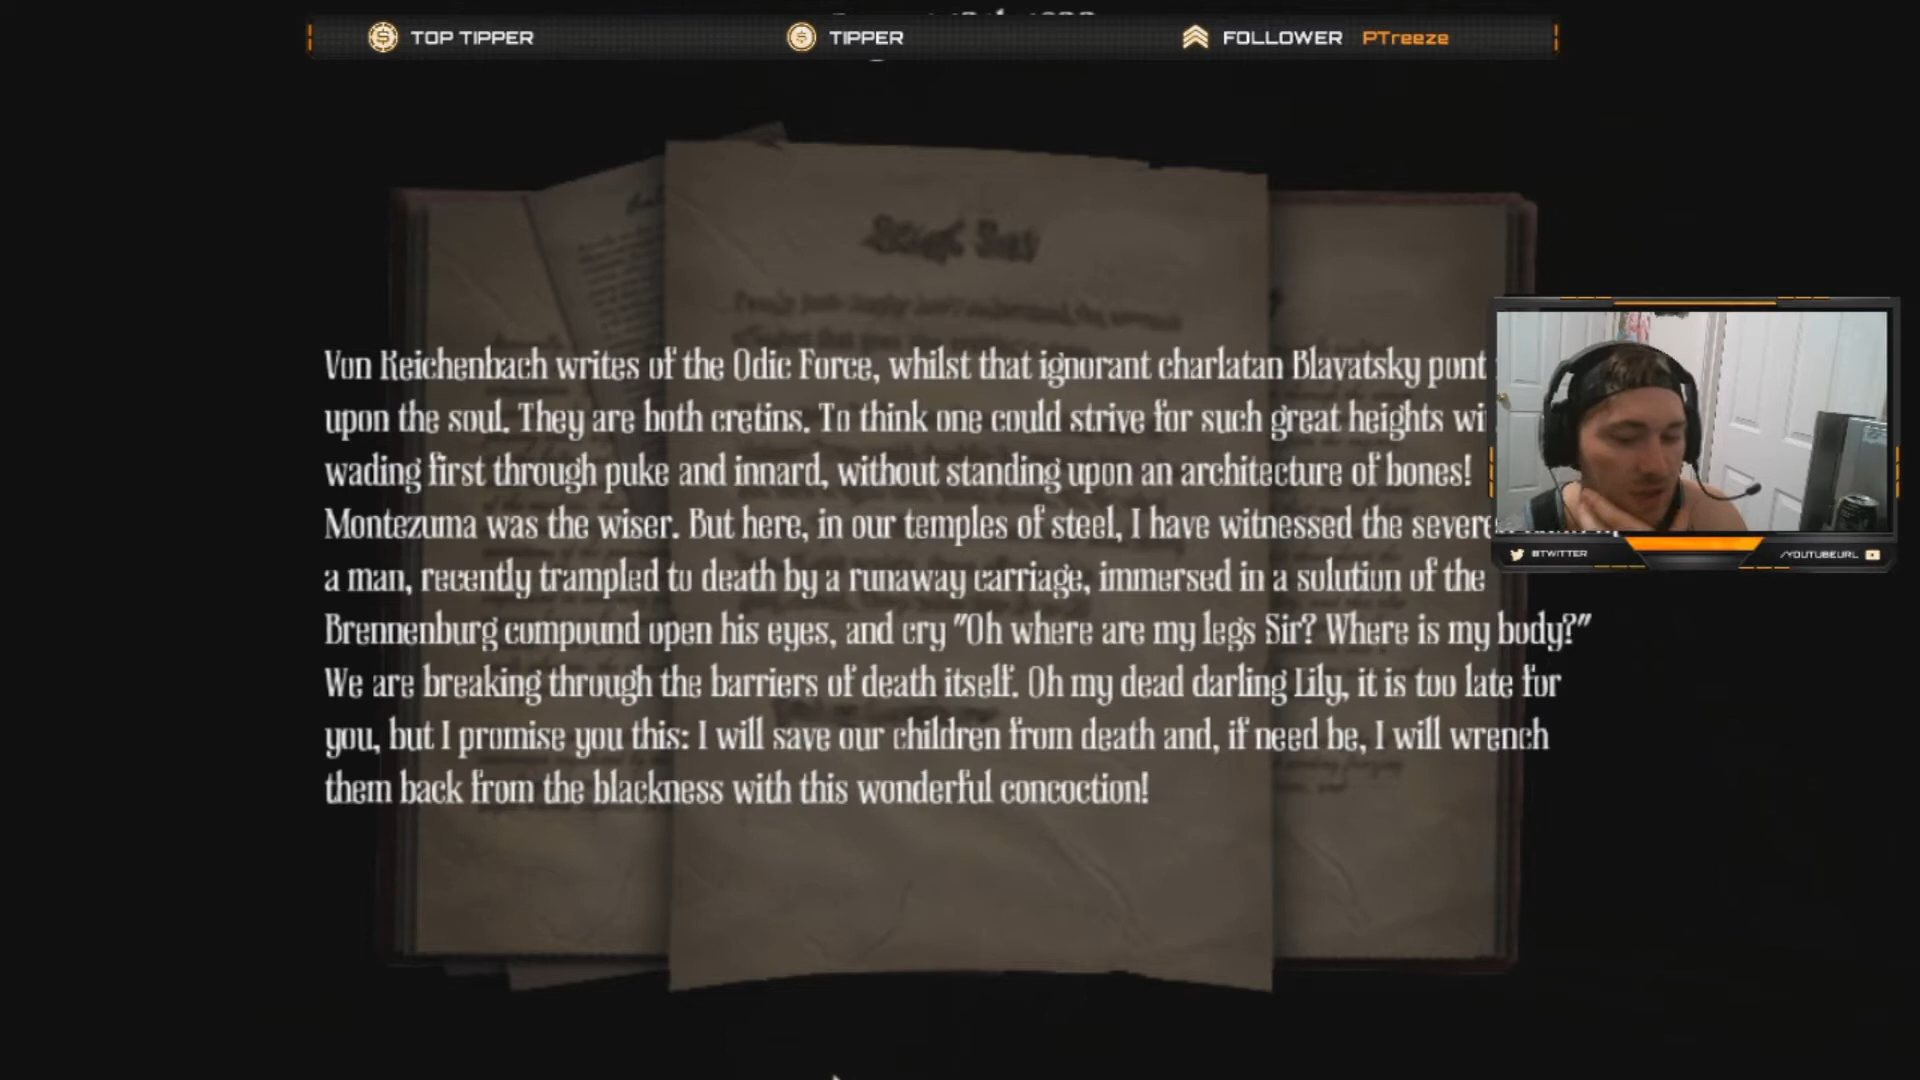 TOP TIPPER
TIPPER
FOLLOWER PTreeze
Von Reichenbach writes of the Odic Force, whilst that ignorant charlatan Blavatsky pont
upon the soul. They are both cretins. To think one could strive for such great heights wi
wading first through puke and innard, without standing upon an architecture of bones!
Montezuma was the wiser. But here, in our temples of steel, I have witnessed the severe
a man, recently trampled to death by a runaway carriage, immersed in a solution of the
Brennenburg compound open his eyes, and cry "Oh where are my legs Sir? Where is my body?"
We are breaking through the barriers of death itself. Oh my dead darling Lily, it is too late for
you, but I promise you this: I will save our children from death and, if need be, I will wrench
them back from the blackness with this wonderful concoction!
@TWITTER
/YOUTUBEURL